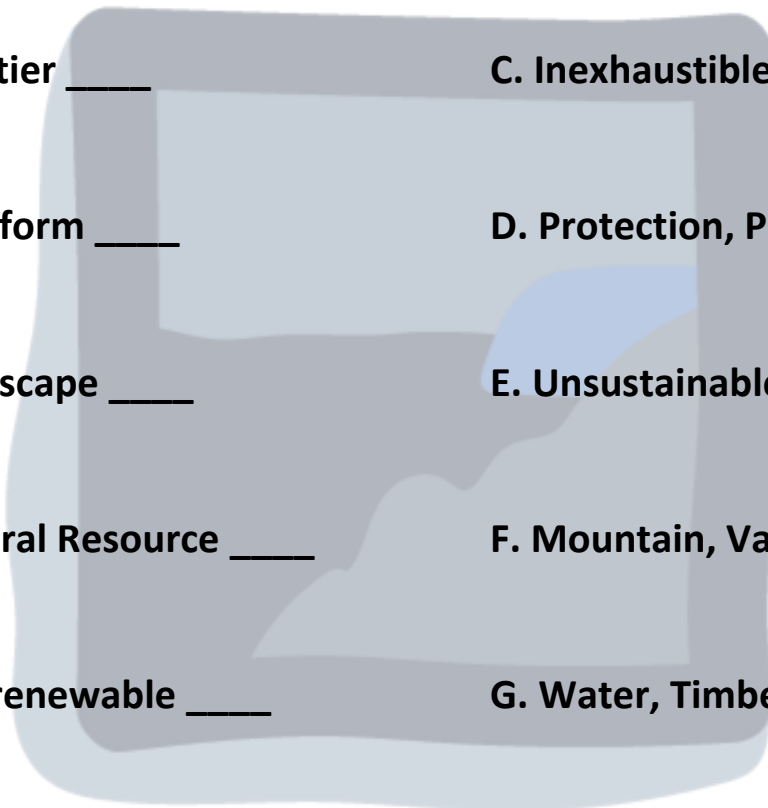 tier ____ C. Inexhaustible
form ____ D. Protection, P
scape ____ E. Unsustainable
ral Resource ____ F. Mountain, Va
renewable ____ G. Water, Timbe